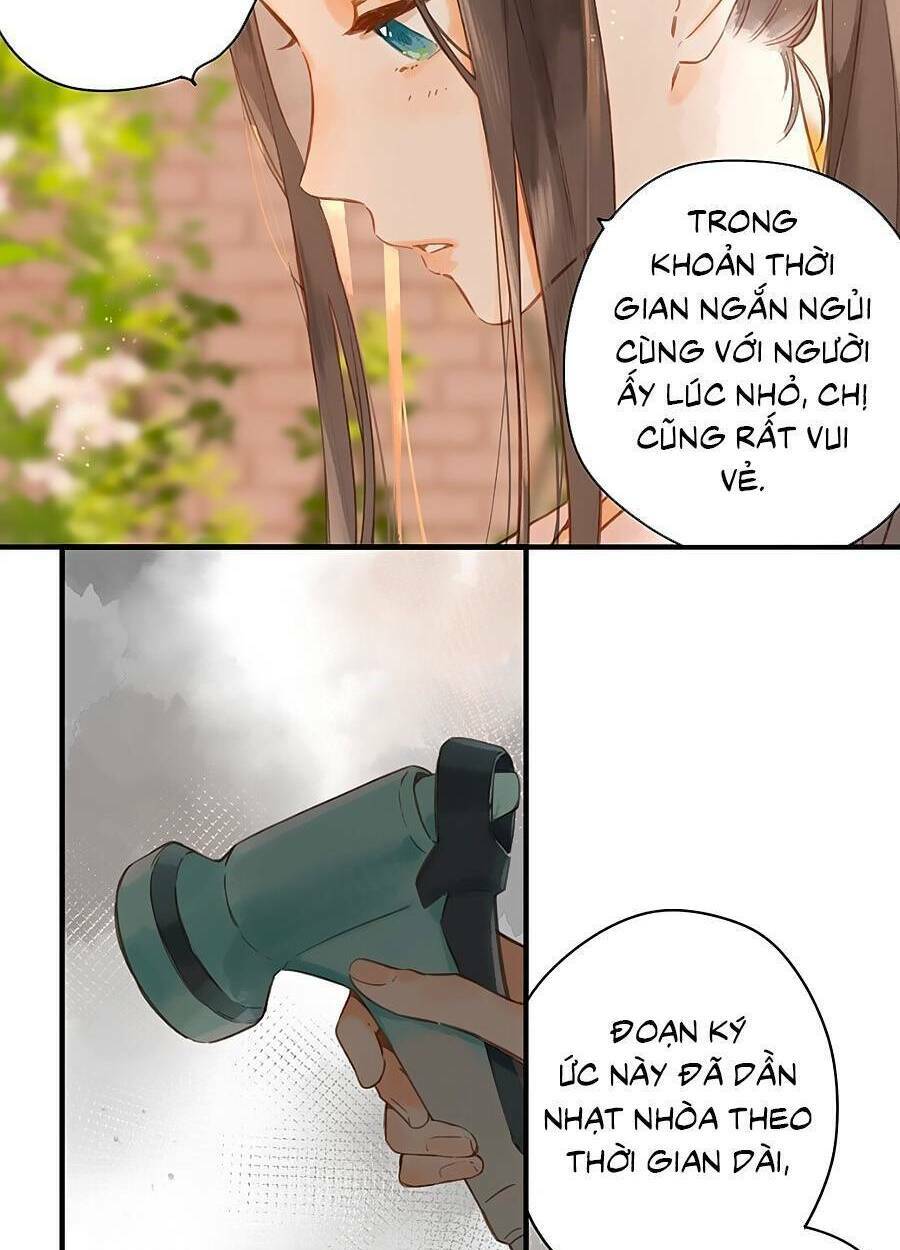 TRONG
KHOẢN THỜI
GIAN NGẮN NGỦI
CÙNG VỚI NGƯỜI
ẤY LÚC NHỎ, CHỊ
CŨNG RẤT VUI
VẺ.
ĐOẠN KÝ
ỨC NÀY ĐÃ DẦN
NHẠT NHÒA THEO
THỜI GIAN DÀI,